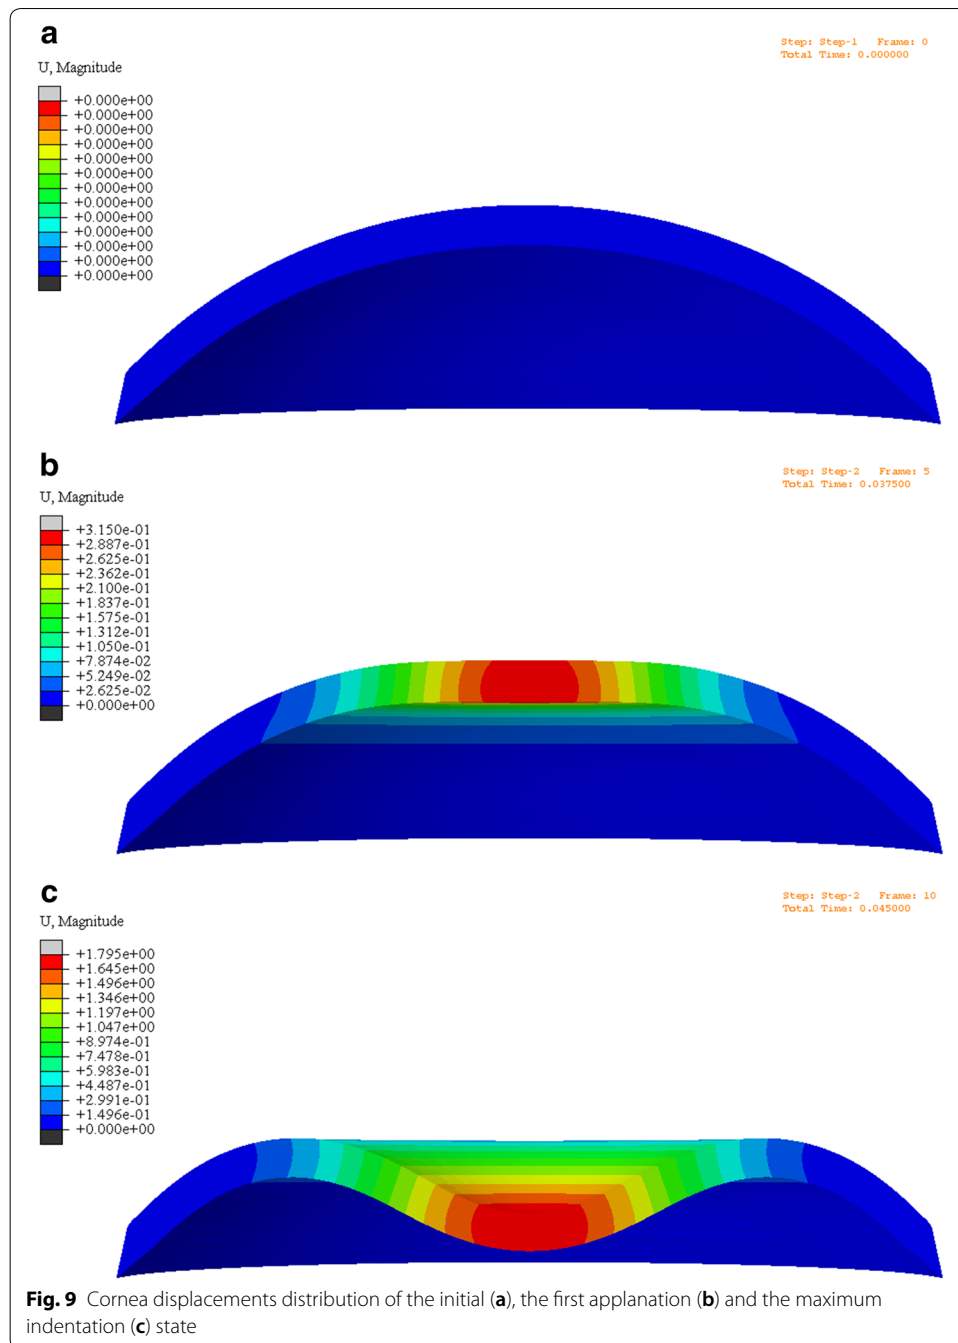 a
Step: Step-1 Frame: 0
Total Time: 0.000000
U, Magnitude
+0.000e+00
+0.000e+00
+0.000e+00
+0.000e+00
+0.000e+00
+0.000e+00
+0.000e+00
+0.000e+00
+0.000e+00
+0.000e+00
+0.000e+00
+0.000e+00
+0.000e+00
b
Step: Step-2 Frame: 5
Total Time: 0.037500
U, Magnitude
+3.150e-01
+2.887e-01
+2.625e-01
+2.362e-01
+2.100e-01
+1.837e-01
+1.575e-01
+1.312e-01
+1.050e-01
+7.874e-02
+5.249e-02
+2.625e-02
+0.000e+00
c
Step: Step-2 Frame: 10
Total Time: 0.045000
U, Magnitude
+1.795e+00
+1.645e+00
+1.496e+00
+1.346e+00
+1.197e+00
+1.047e+00
+8.974e-01
+7.478e-01
+5.983e-01
+4.487e-01
+2.991e-01
+1.496e-01
+0.000e+00
Fig. 9 Cornea displacements distribution of the initial (a), the first applanation (b) and the maximum
indentation (c) state